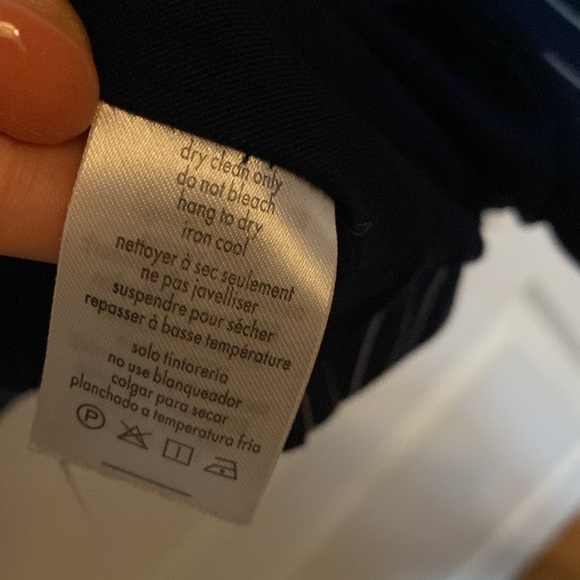 dry clean only
do not bleach
hang to dry
iron cool
nettoyer à sec seulement
ne pas javelliser
suspendre pour sécher
repasser à basse température
solo tintorería
no use blanqueador
colgar para secar
planchado a temperatura fría
P